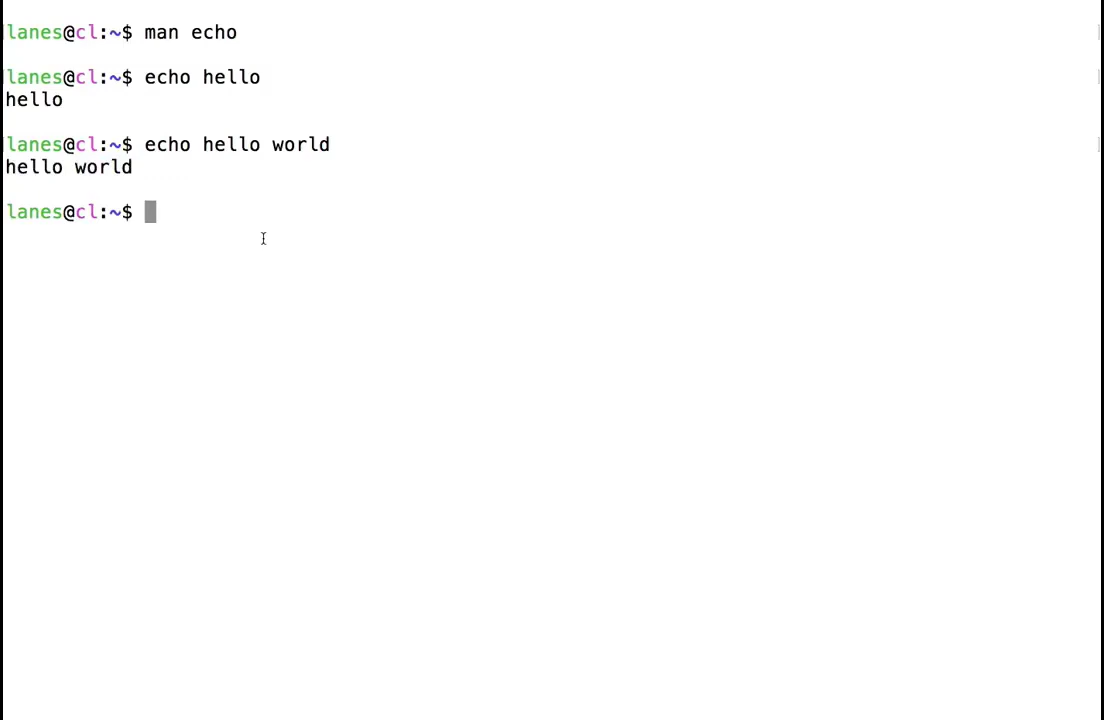 lanes@cl:~$ man echo
lanes@cl:~$ echo hello
hello
lanes@cl:~$ echo hello world
hello world
lanes@cl:~$